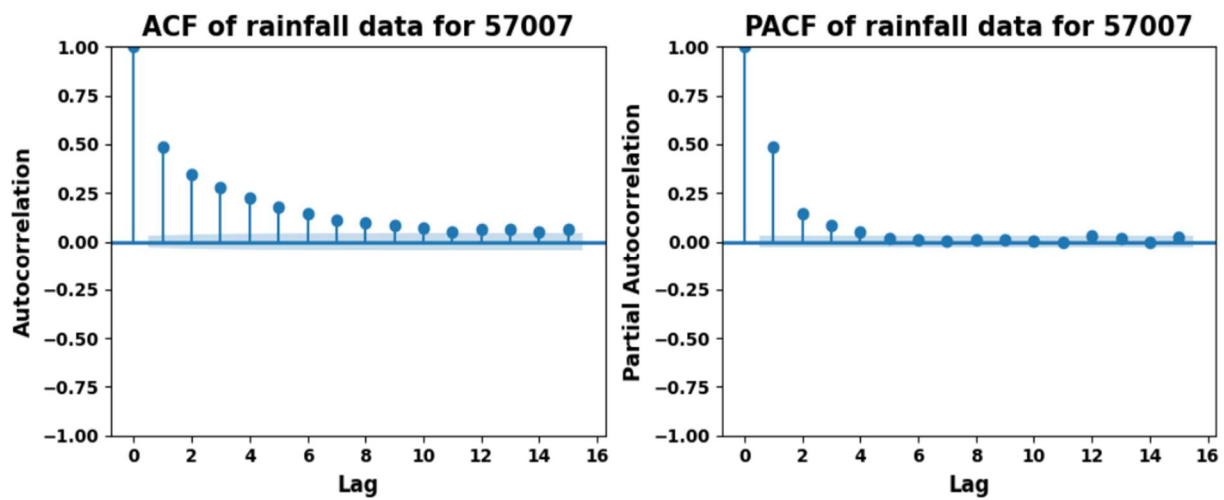 ACF of rainfall data for 57007
1.00
0.75
0.50
0.25
0.00
−0.25
−0.50
−0.75
−1.00
Autocorrelation
0 2 4 6 8 10 12 14 16
Lag
PACF of rainfall data for 57007
1.00
0.75
0.50
0.25
0.00
−0.25
−0.50
−0.75
−1.00
Partial Autocorrelation
0 2 4 6 8 10 12 14 16
Lag